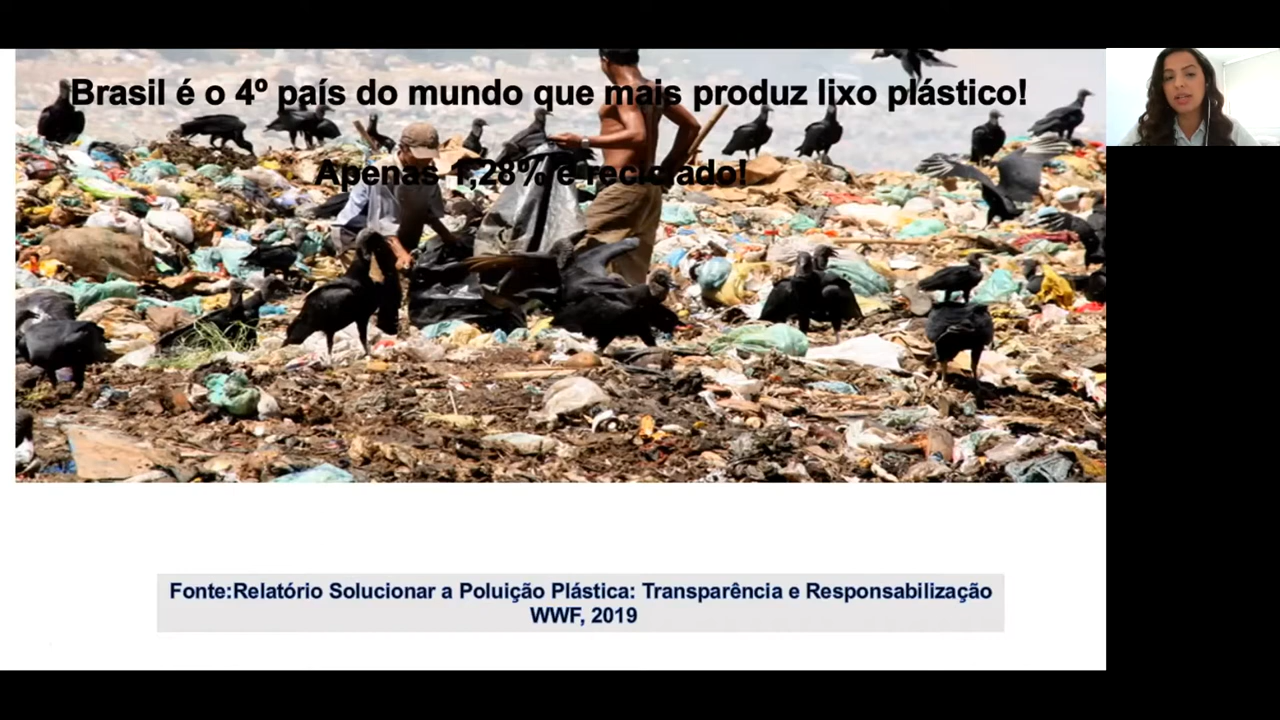 Brasil é o 4º país do mundo que mais produz lixo plástico!
Apenas 1,28% é reciclado!
Fonte:Relatório Solucionar a Poluição Plástica: Transparência e Responsabilização
WWF, 2019